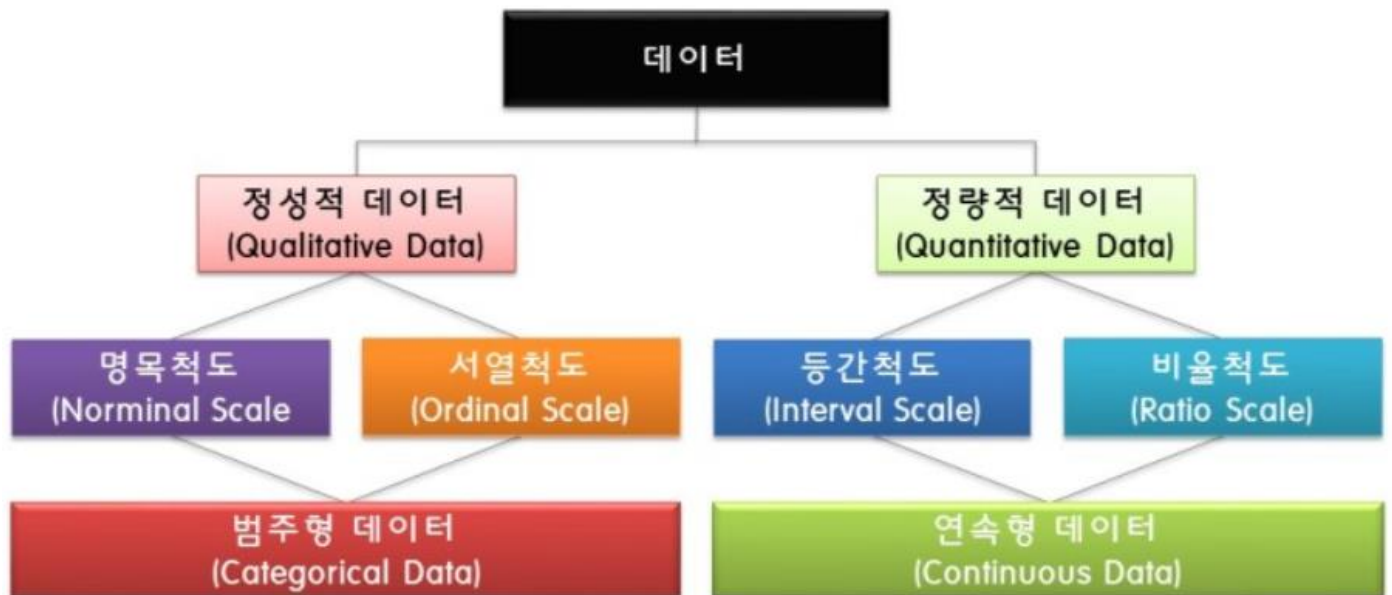 데이터
정성적 데이터
(Qualitative Data)
정량적 데이터
(Quantitative Data)
명목척도
(Norminal Scale
서열척도
(Ordinal Scale)
등간척도
(Interval Scale)
비율척도
(Ratio Scale)
범주형 데이터
(Categorical Data)
연속형 데이터
(Continuous Data)